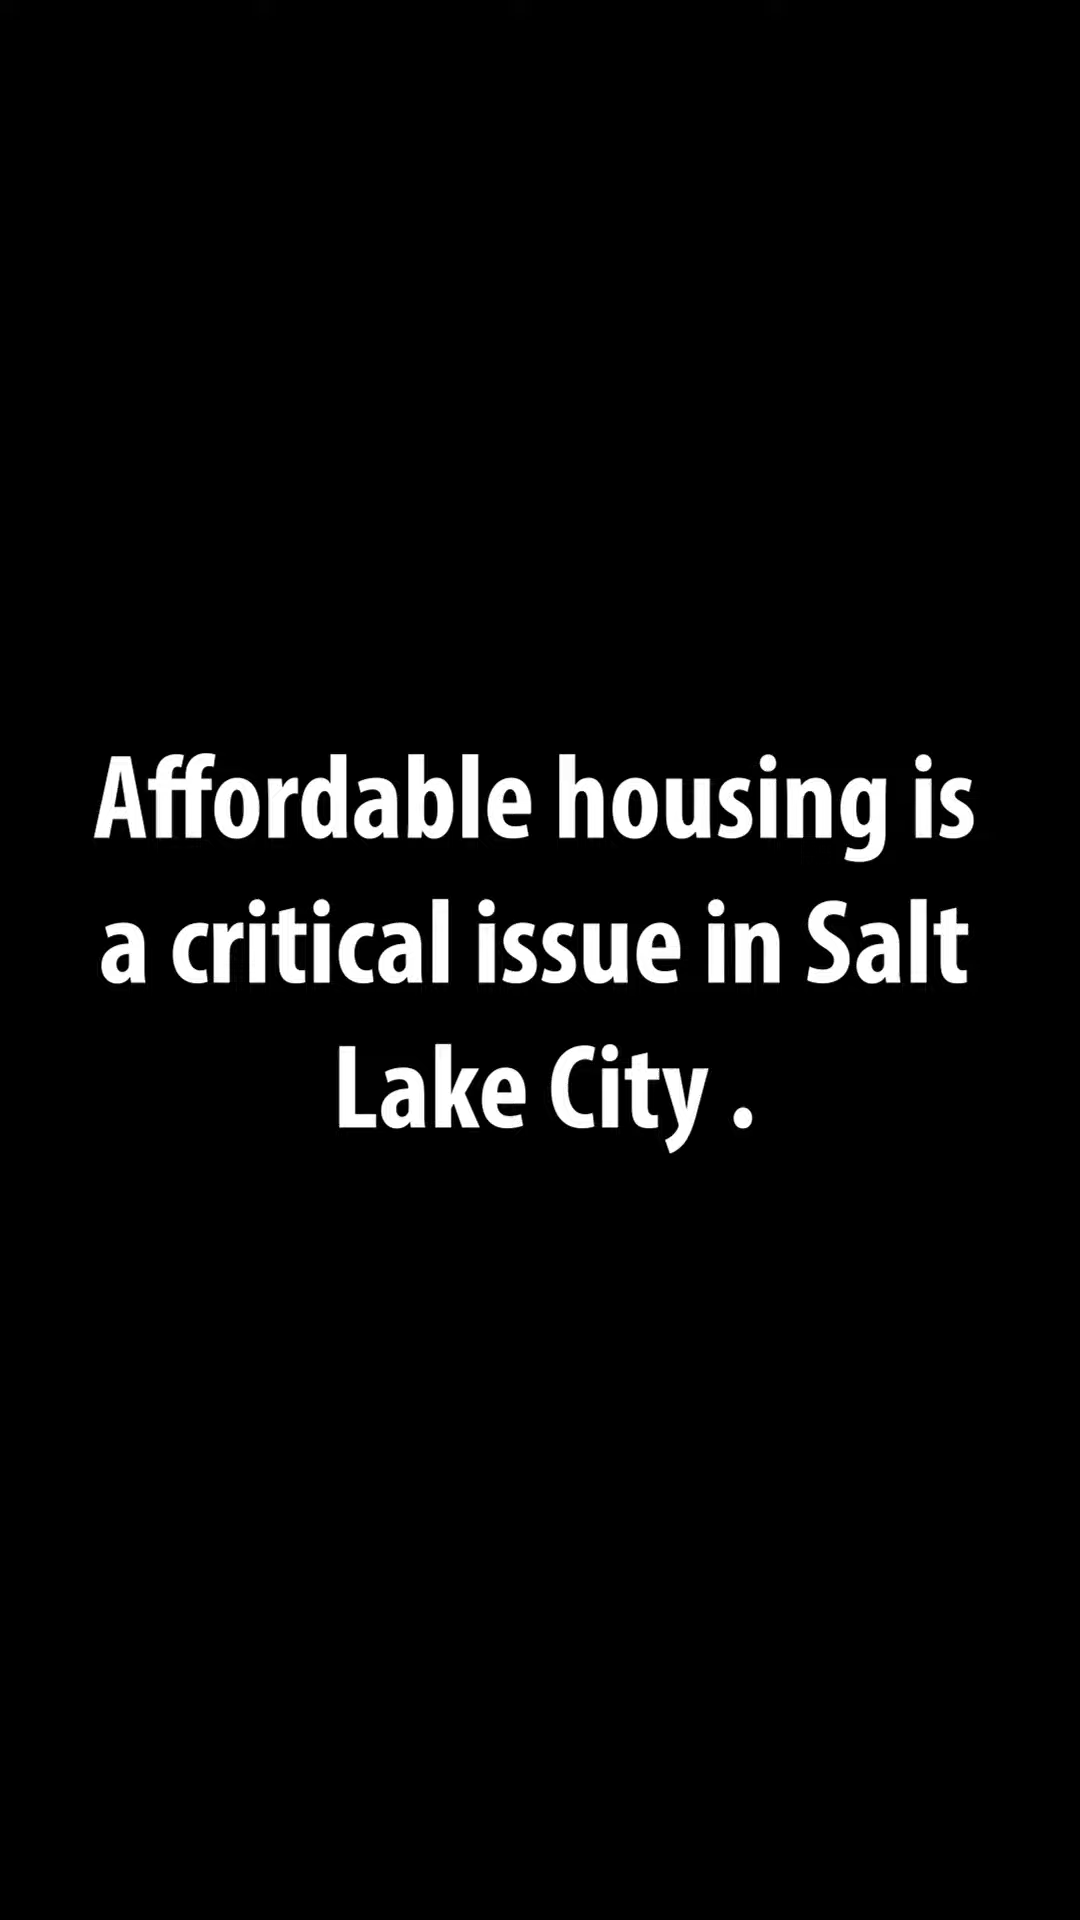 Affordable housing is
a critical issue in Salt
Lake City .